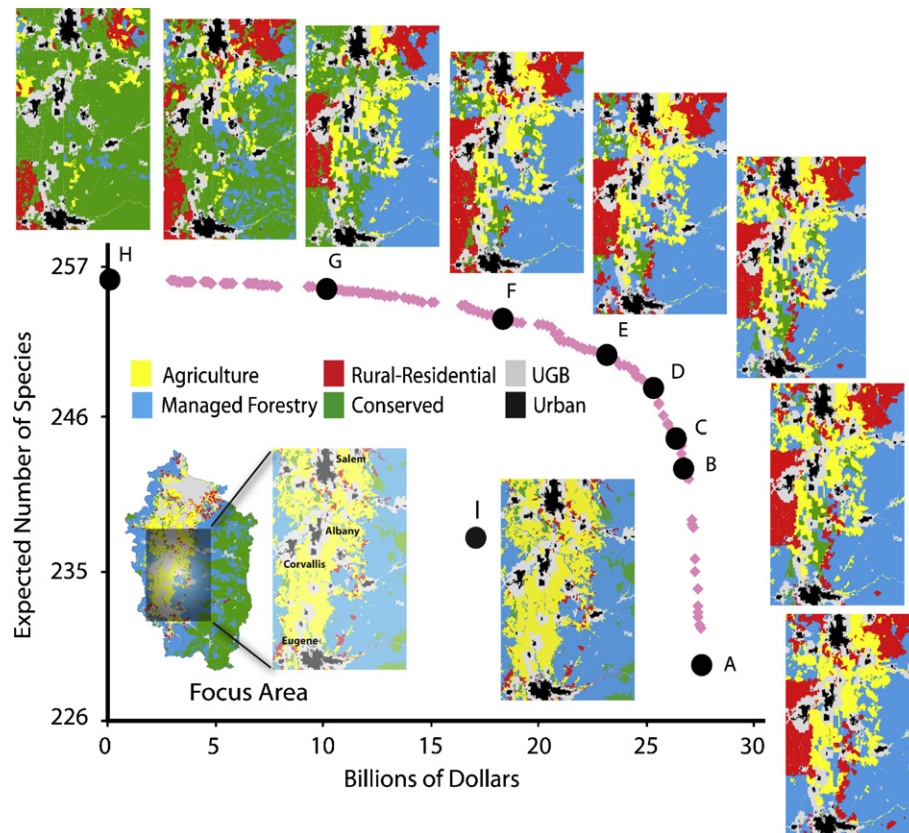 H
257
G
F
E
Agriculture Rural-Residential UGB
D
Managed Forestry Conserved Urban
246
C
B
Expected Number of Species
Salem
I
Albany
Corvallis
235
Eugene
A
Focus Area
226
0 5 10 15 20 25 30
Billions of Dollars